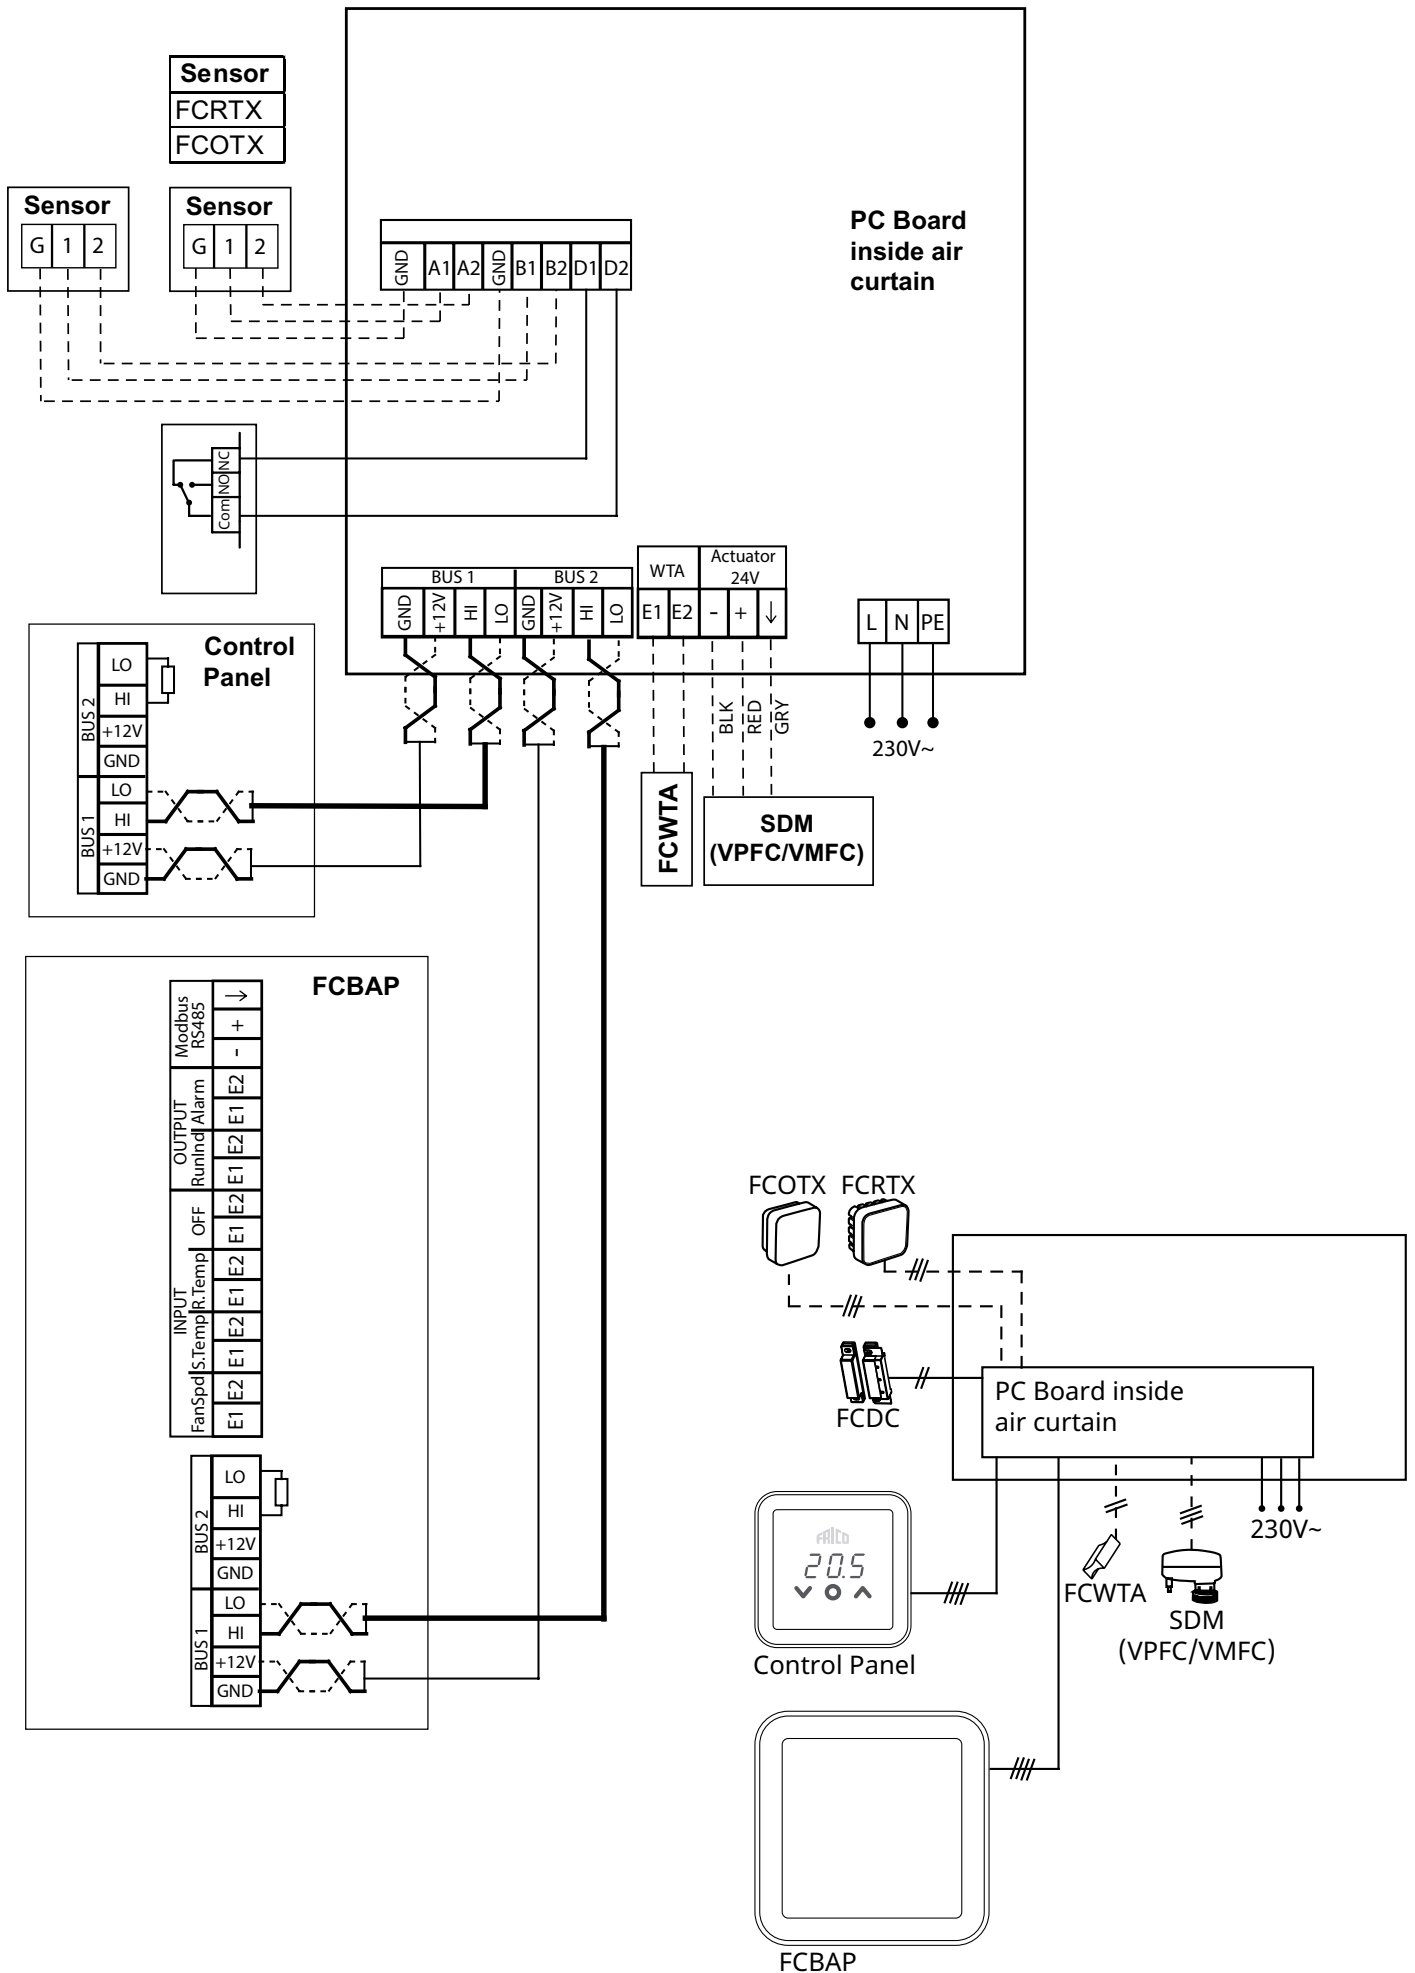 Sensor
FCRTX
FCOTX
Sensor
G 1 2
Sensor
G 1 2
GND A1 A2 GND B1 B2 D1 D2
PC Board
inside air
curtain
NC
NO
Com
BUS 1 BUS 2
GND +12V HI LO GND +12V HI LO
WTA
E1 E2
Actuator
24V
- + ↓
L N PE
230V~
BLK
RED
GRY
FCWTA
SDM
(VPFC/VMFC)
Control
Panel
BUS 2
LO
HI
+12V
GND
BUS 1
LO
HI
+12V
GND
FCBAP
Modbus
RS485
→
+
-
OUTPUT
Alarm
E2
E1
RunInd
E2
E1
INPUT
OFF
E2
E1
R.Temp
E2
E1
S.Temp
E2
E1
FanSpd
E2
E1
BUS 2
LO
HI
+12V
GND
BUS 1
LO
HI
+12V
GND
FCOTX FCRTX
FCDC
PC Board inside
air curtain
FRICO
20.5
Control Panel
FCWTA
SDM
(VPFC/VMFC)
230V~
FCBAP